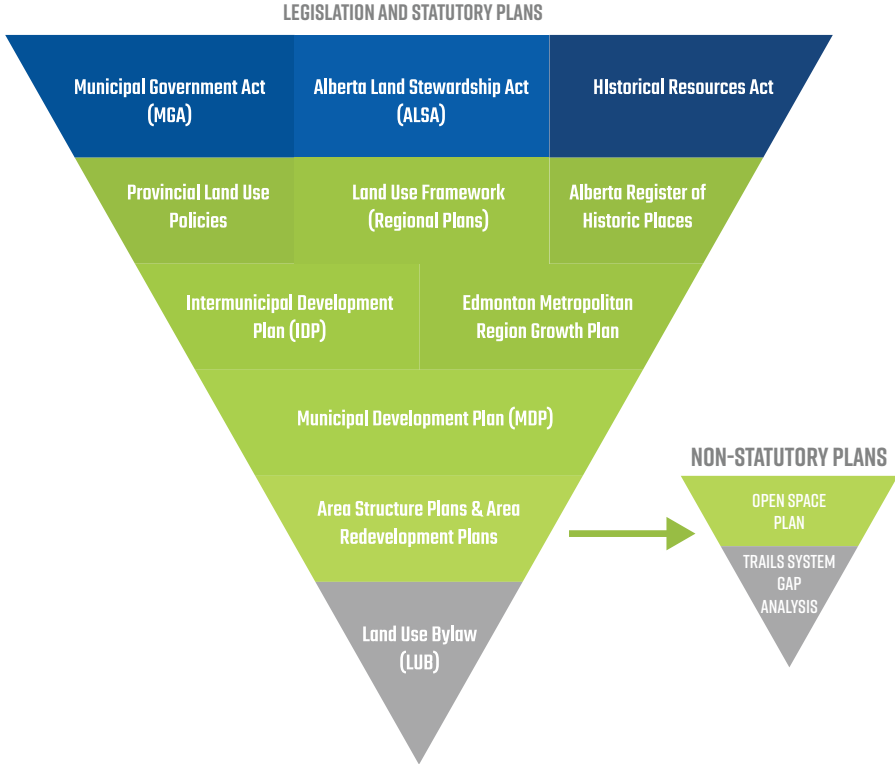 LEGISLATION AND STATUTORY PLANS
Municipal Government Act
(MGA)
Alberta Land Stewardship Act
(ALSA)
HIstorical Resources Act
Provincial Land Use
Policies
Land Use Framework
(Regional Plans)
Alberta Register of
Historic Places
Intermunicipal Development
Plan (IDP)
Edmonton Metropolitan
Region Growth Plan
Municipal Development Plan (MDP)
Area Structure Plans & Area
Redevelopment Plans
Land Use Bylaw
(LUB)
NON-STATUTORY PLANS
OPEN SPACE
PLAN
TRAILS SYSTEM
GAP
ANALYSIS